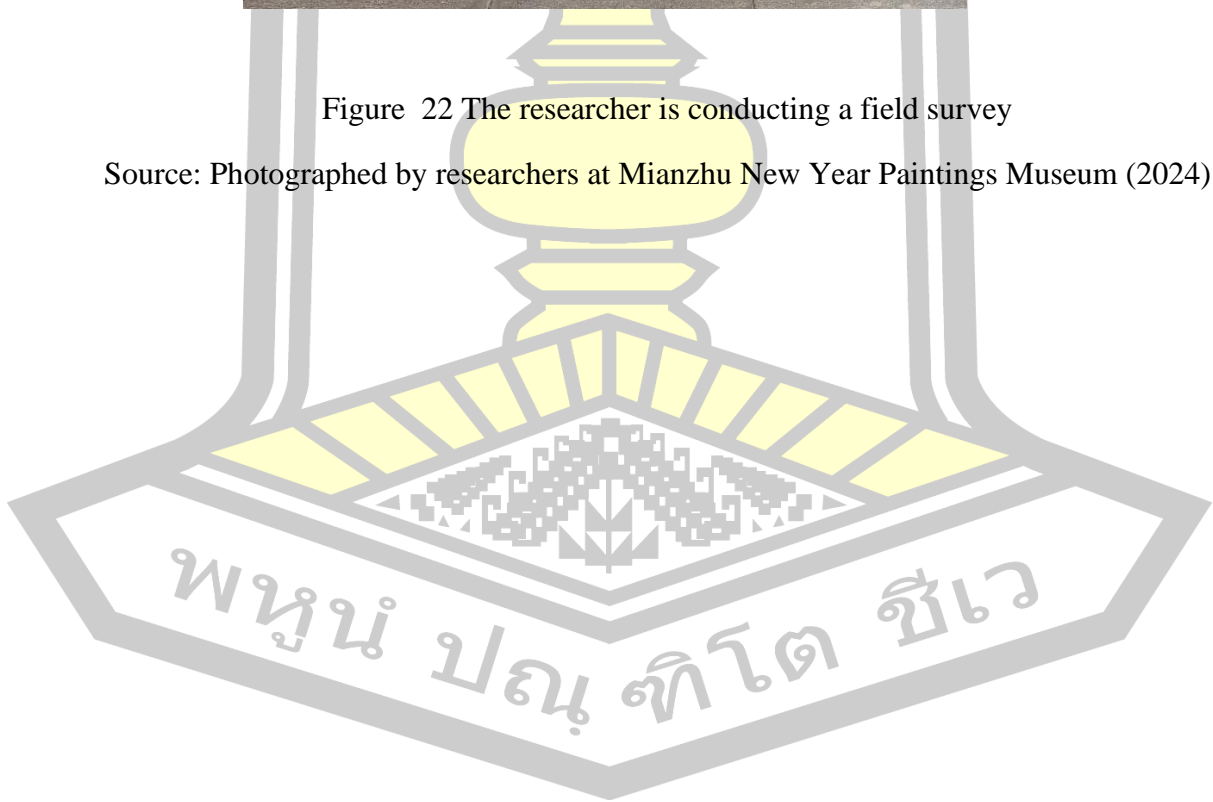 Figure 22 The researcher is conducting a field survey
Source: Photographed by researchers at Mianzhu New Year Paintings Museum (2024)
พหูนํ ปณฺฑิโต ชีเว